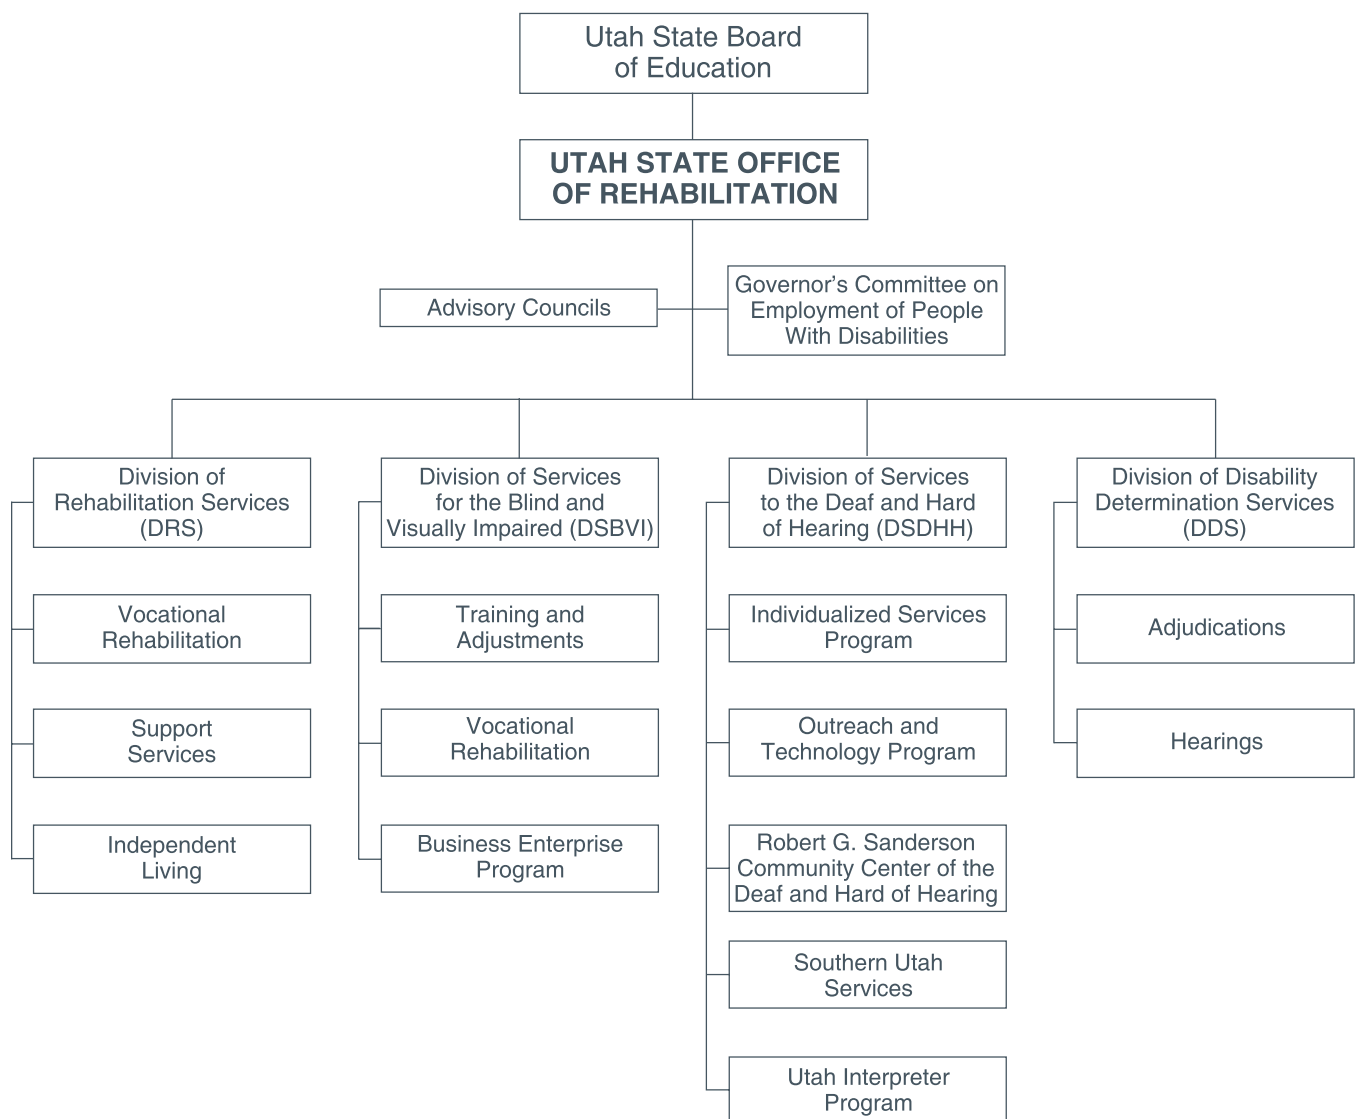 Utah State Board
of Education
UTAH STATE OFFICE
OF REHABILITATION
Advisory Councils
Governor’s Committee on
Employment of People
With Disabilities
Division of
Rehabilitation Services
(DRS)
Vocational
Rehabilitation
Support
Services
Independent
Living
Division of Services
for the Blind and
Visually Impaired (DSBVI)
Training and
Adjustments
Vocational
Rehabilitation
Business Enterprise
Program
Division of Services
to the Deaf and Hard
of Hearing (DSDHH)
Individualized Services
Program
Outreach and
Technology Program
Robert G. Sanderson
Community Center of the
Deaf and Hard of Hearing
Southern Utah
Services
Utah Interpreter
Program
Division of Disability
Determination Services
(DDS)
Adjudications
Hearings